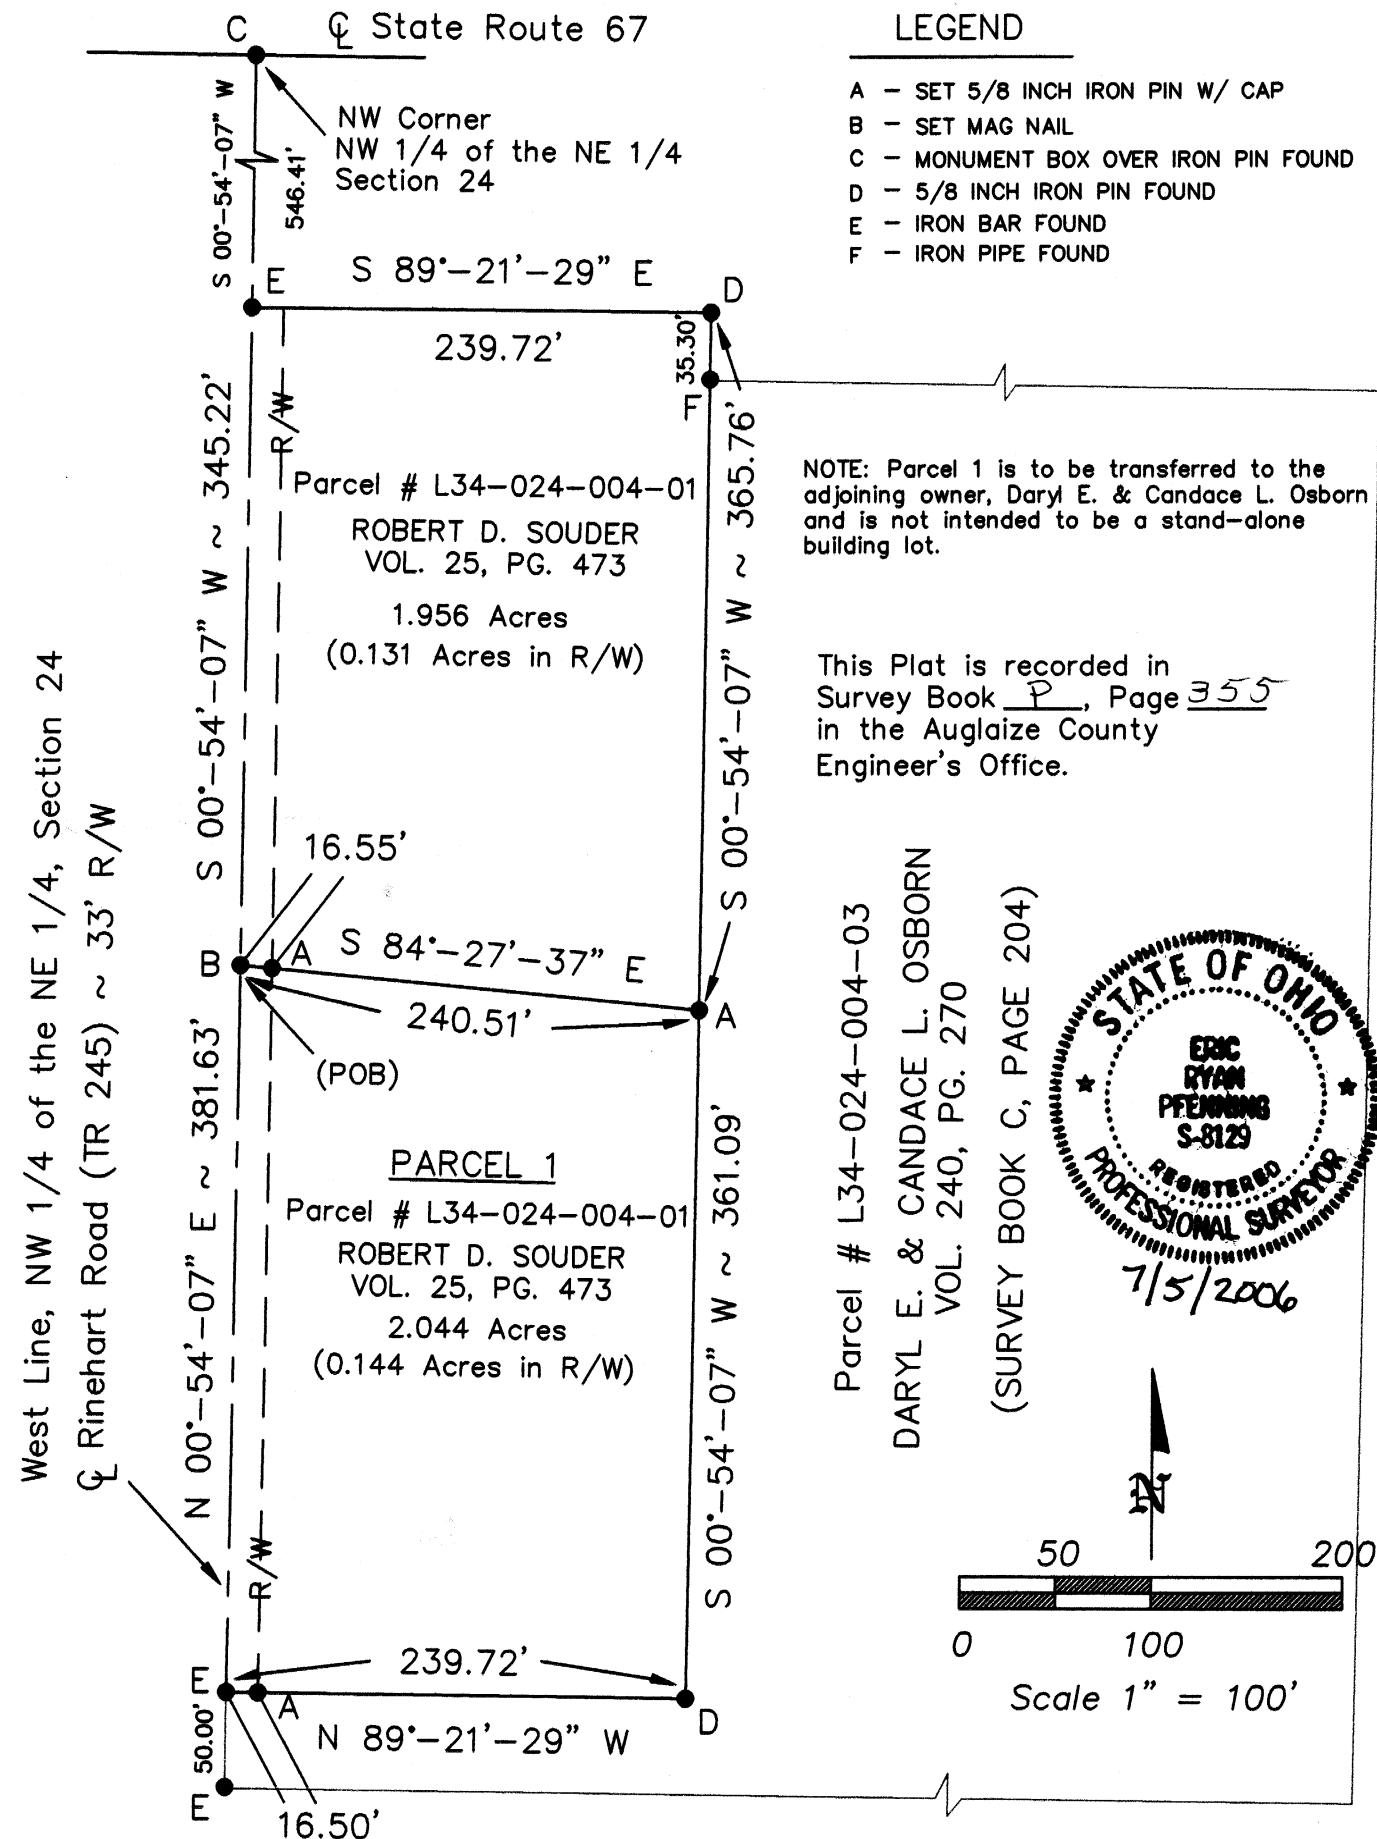 C
℄ State Route 67
S 00°-54'-07" W
546.41'
NW Corner
NW 1/4 of the NE 1/4
Section 24
LEGEND
A - SET 5/8 INCH IRON PIN W/ CAP
B - SET MAG NAIL
C - MONUMENT BOX OVER IRON PIN FOUND
D - 5/8 INCH IRON PIN FOUND
E - IRON BAR FOUND
F - IRON PIPE FOUND
E
S 89°-21'-29" E
D
239.72'
35.30'
F
R/W
S 00°-54'-07" W ~ 345.22'
S 00°-54'-07" W ~ 365.76'
Parcel # L34-024-004-01
ROBERT D. SOUDER
VOL. 25, PG. 473
1.956 Acres
(0.131 Acres in R/W)
NOTE: Parcel 1 is to be transferred to the
adjoining owner, Daryl E. & Candace L. Osborn
and is not intended to be a stand-alone
building lot.
This Plat is recorded in
Survey Book P, Page 355
in the Auglaize County
Engineer's Office.
West Line, NW 1/4 of the NE 1/4, Section 24
℄ Rinehart Road (TR 245) ~ 33' R/W
16.55'
B
A
S 84°-27'-37" E
240.51'
A
(POB)
N 00°-54'-07" E ~ 381.63'
S 00°-54'-07" W ~ 361.09'
PARCEL 1
Parcel # L34-024-004-01
ROBERT D. SOUDER
VOL. 25, PG. 473
2.044 Acres
(0.144 Acres in R/W)
R/W
Parcel # L34-024-004-03
DARYL E. & CANDACE L. OSBORN
VOL. 240, PG. 270
(SURVEY BOOK C, PAGE 204)
STATE OF OHIO
ERIC
RYAN
PFENNING
S-8129
REGISTERED
PROFESSIONAL SURVEYOR
7/5/2006
N
50
200
0
100
Scale 1" = 100'
E
239.72'
A
D
N 89°-21'-29" W
50.00'
E
16.50'